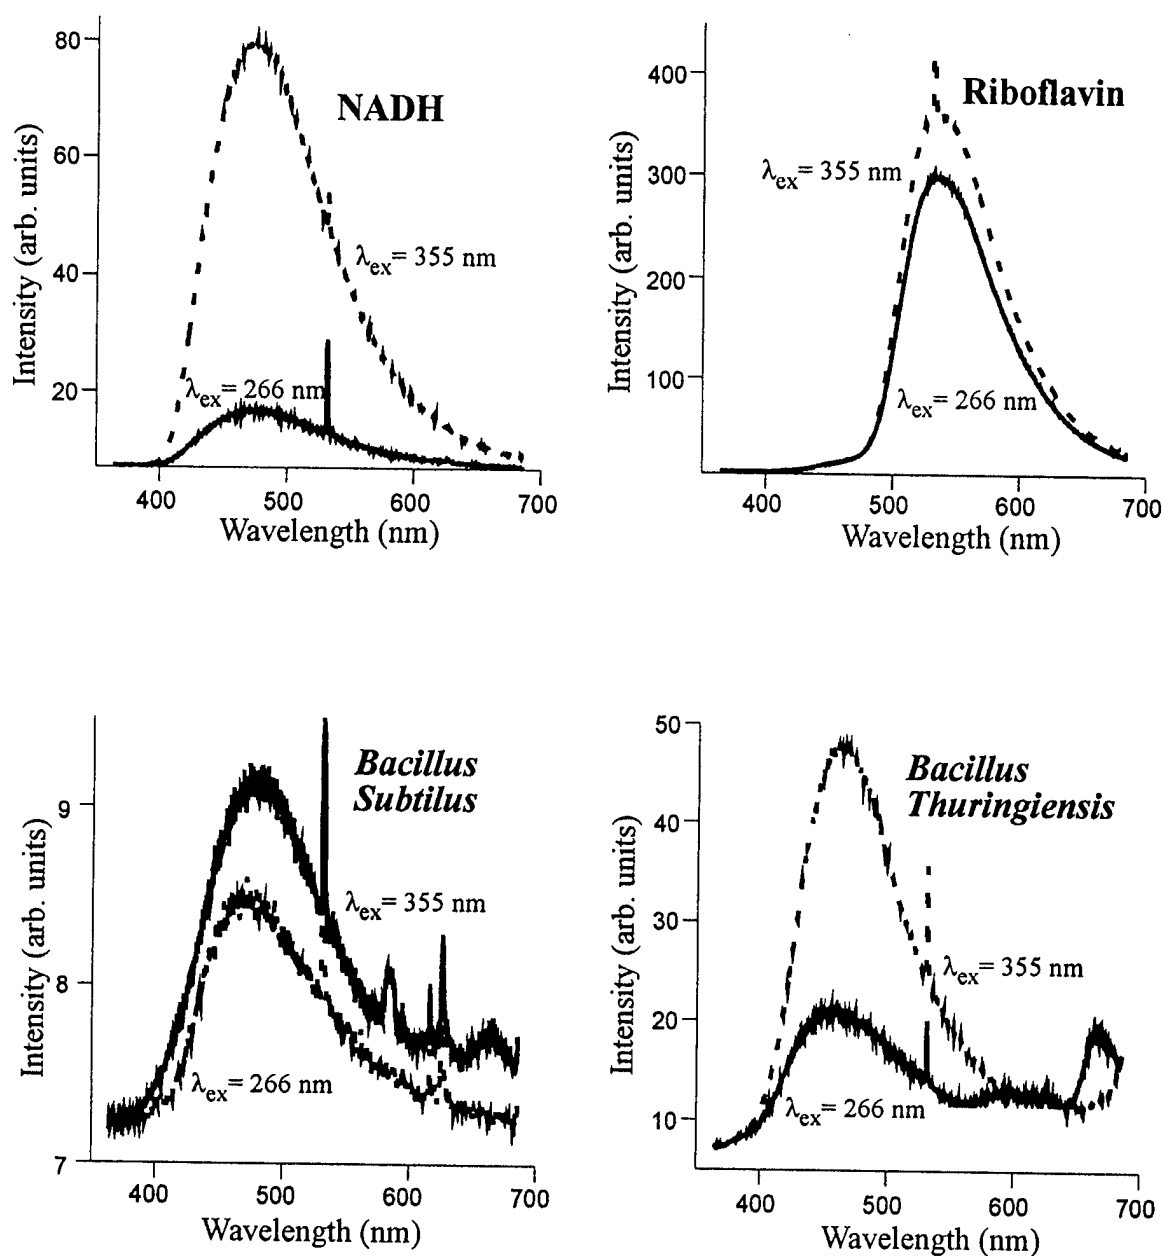 NADH
Intensity (arb. units)
80
60
40
20
λex= 355 nm
λex= 266 nm
400 500 600 700
Wavelength (nm)
Riboflavin
Intensity (arb. units)
400
300
200
100
λex= 355 nm
λex= 266 nm
400 500 600 700
Wavelength (nm)
Bacillus
Subtilus
Intensity (arb. units)
9
8
7
λex= 355 nm
λex= 266 nm
400 500 600 700
Wavelength (nm)
Bacillus
Thuringiensis
Intensity (arb. units)
50
40
30
20
10
λex= 355 nm
λex= 266 nm
400 500 600 700
Wavelength (nm)